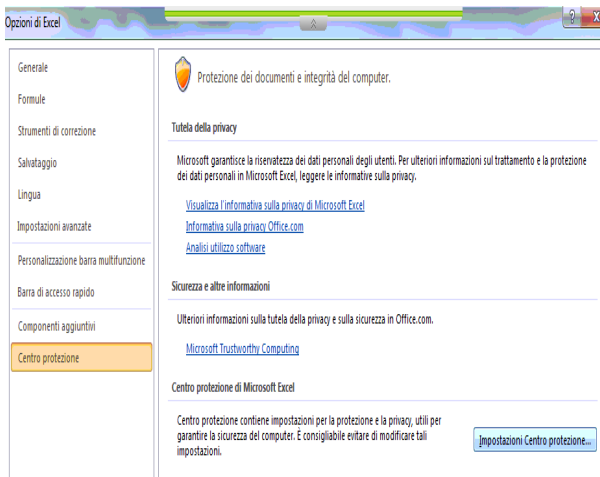 Opzioni di Excel
Generale
Formule
Strumenti di correzione
Salvataggio
Lingua
Impostazioni avanzate
Personalizzazione barra multifunzione
Barra di accesso rapido
Componenti aggiuntivi
Centro protezione
Protezione dei documenti e integrità del computer.
Tutela della privacy
Microsoft garantisce la riservatezza dei dati personali degli utenti. Per ulteriori informazioni sul trattamento e la protezione
dei dati personali in Microsoft Excel, leggere le informative sulla privacy.
Visualizza l'informativa sulla privacy di Microsoft Excel
Informativa sulla privacy Office.com
Analisi utilizzo software
Sicurezza e altre informazioni
Ulteriori informazioni sulla tutela della privacy e sulla sicurezza in Office.com.
Microsoft Trustworthy Computing
Centro protezione di Microsoft Excel
Centro protezione contiene impostazioni per la protezione e la privacy, utili per
garantire la sicurezza del computer. È consigliabile evitare di modificare tali
impostazioni.
Impostazioni Centro protezione...